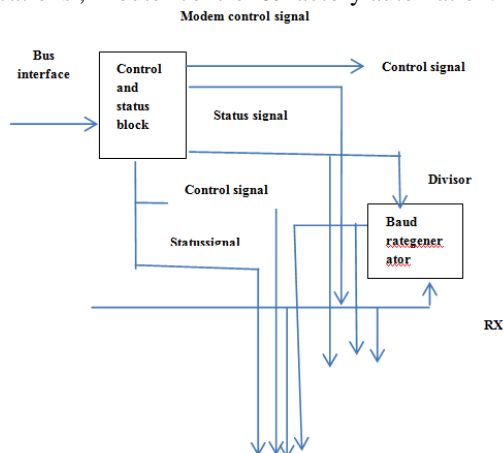 Modem control signal
Bus
interface
Control
and
status
block
Control signal
Status signal
Divisor
Control signal
Baud
rategener
ator
Statussignal
RX